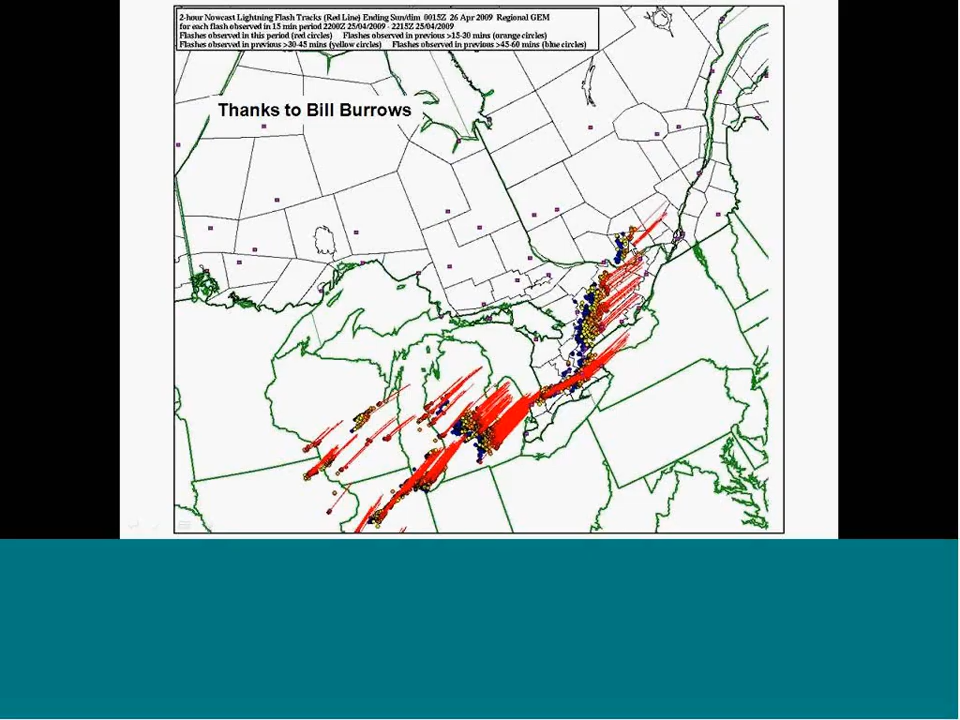 2-hour Nowcast Lightning Flash Tracks (Red Line) Ending Sun/dim 0015Z 26 Apr 2009 Regional GEM
for each flash observed in 15 min period 2200Z 25/04/2009 - 2215Z 25/04/2009
Flashes observed in this period (red circles) Flashes observed in previous >15-30 mins (orange circles)
Flashes observed in previous >30-45 mins (yellow circles) Flashes observed in previous >45-60 mins (blue circles)
Thanks to Bill Burrows